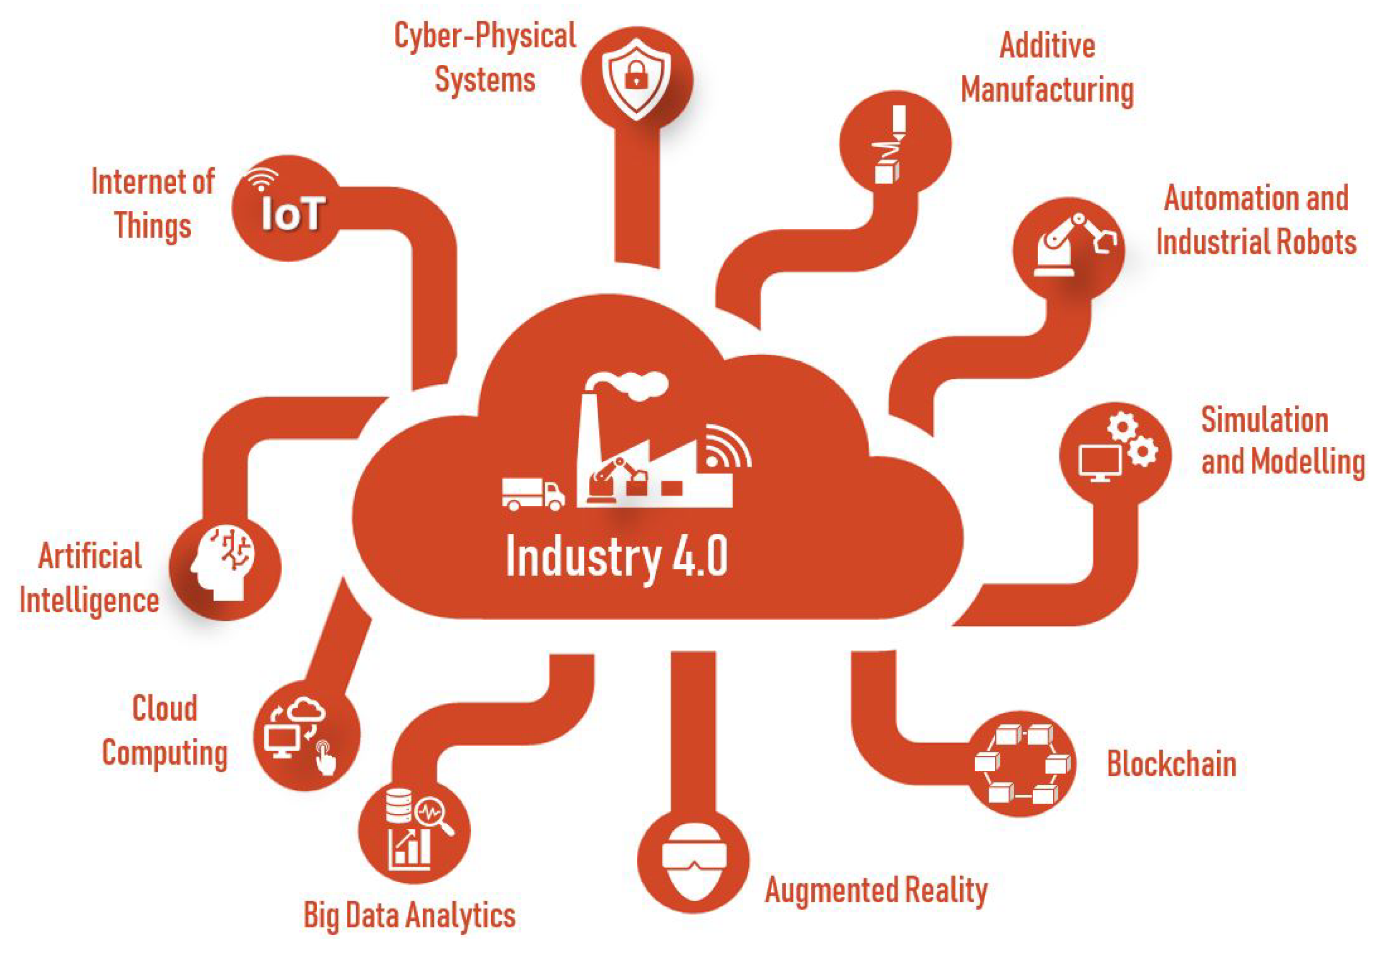 Cyber-Physical
Systems
Additive
Manufacturing
Internet of
Things
IoT
Automation and
Industrial Robots
Simulation
and Modelling
Industry 4.0
Artificial
Intelligence
Cloud
Computing
Blockchain
Big Data Analytics
Augmented Reality